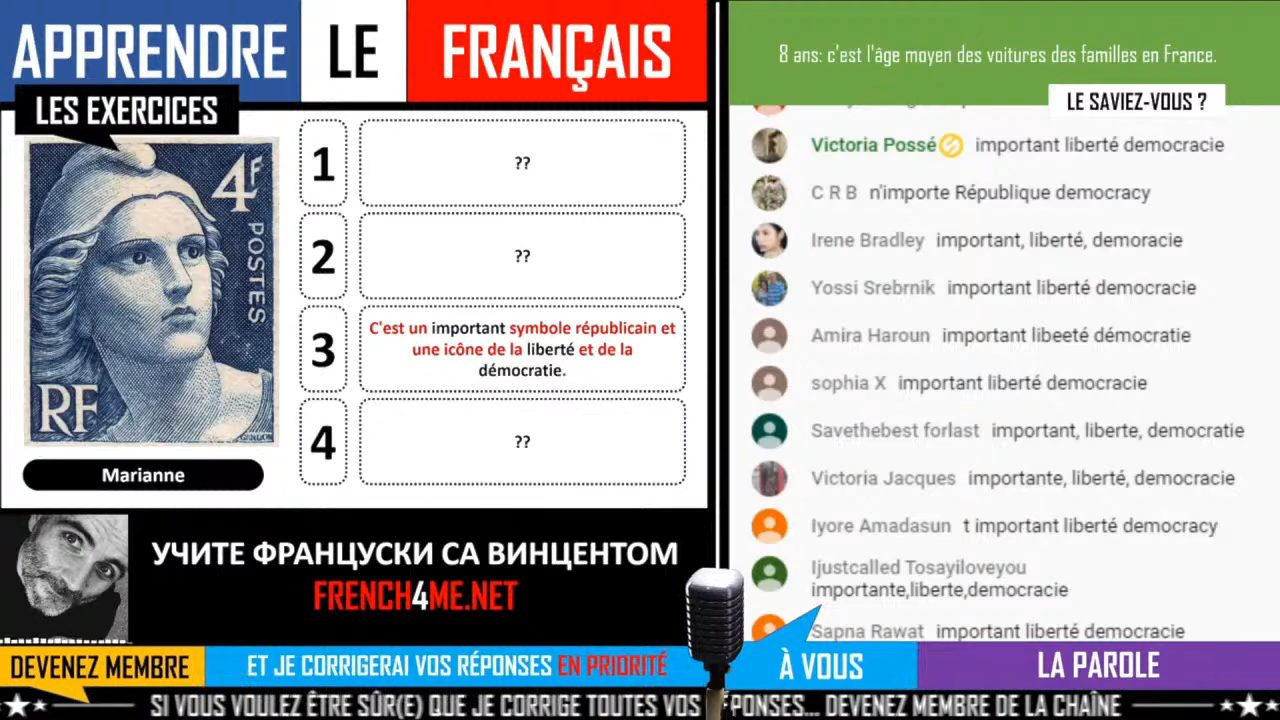 APPRENDRE LE FRANÇAIS
LES EXERCICES
4F
POSTES
RF
Marianne
1
??
2
??
3
C'est un important symbole républicain et
une icône de la liberté et de la
démocratie.
4
??
УЧИТЕ ФРАНЦУСКИ СА ВИНЦЕНТОМ
FRENCH4ME.NET
DEVENEZ MEMBRE
ET JE CORRIGERAI VOS RÉPONSES EN PRIORITÉ
8 ans: c'est l'âge moyen des voitures des familles en France.
LE SAVIEZ-VOUS ?
Victoria Possé important liberté democracie
C R B n'importe République democracy
Irene Bradley important, liberté, demoracie
Yossi Srebrnik important liberté democracie
Amira Haroun important libeeté démocratie
sophia X important liberté democracie
Savethebest forlast important, liberte, democratie
Victoria Jacques importante, liberté, democracie
Iyore Amadasun t important liberté democracy
Ijustcalled Tosayiloveyou
importante,liberte,democracie
Sapna Rawat important liberté democracie
À VOUS
LA PAROLE
SI VOUS VOULEZ ÊTRE SÛR(E) QUE JE CORRIGE TOUTES VOS RÉPONSES... DEVENEZ MEMBRE DE LA CHAÎNE